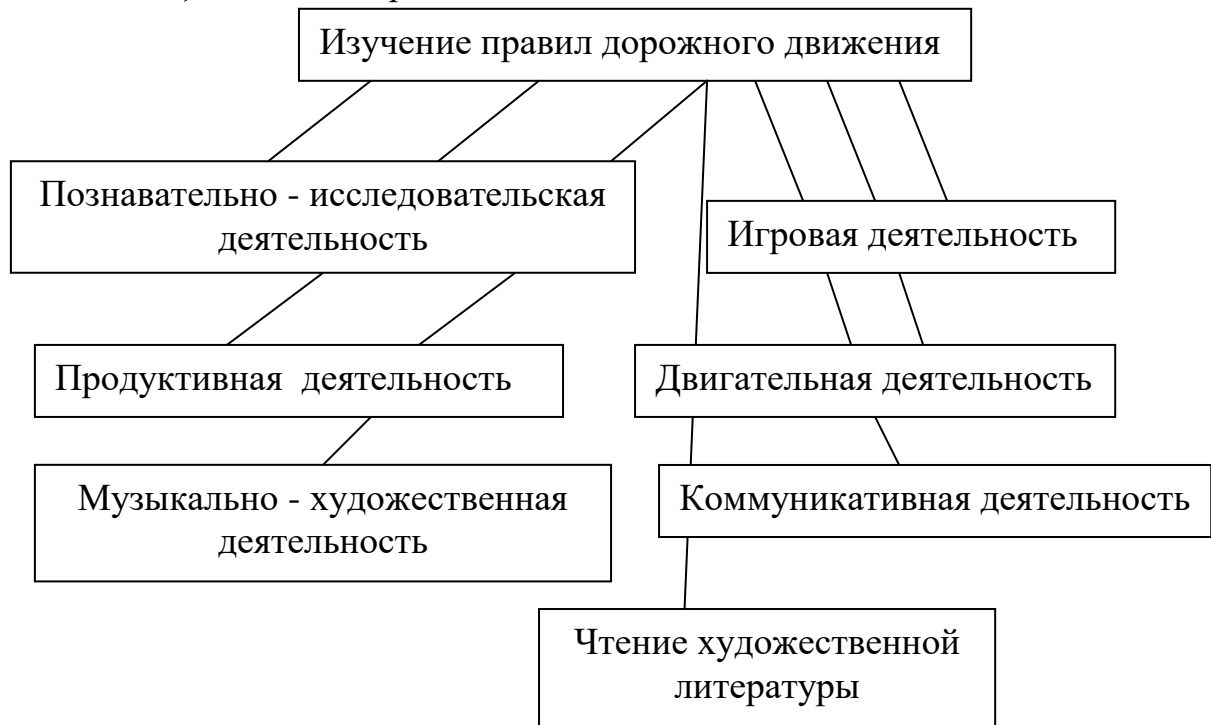 Изучение правил дорожного движения
Познавательно - исследовательская
деятельность
Игровая деятельность
Продуктивная деятельность
Двигательная деятельность
Музыкально - художественная
деятельность
Коммуникативная деятельность
Чтение художественной
литературы